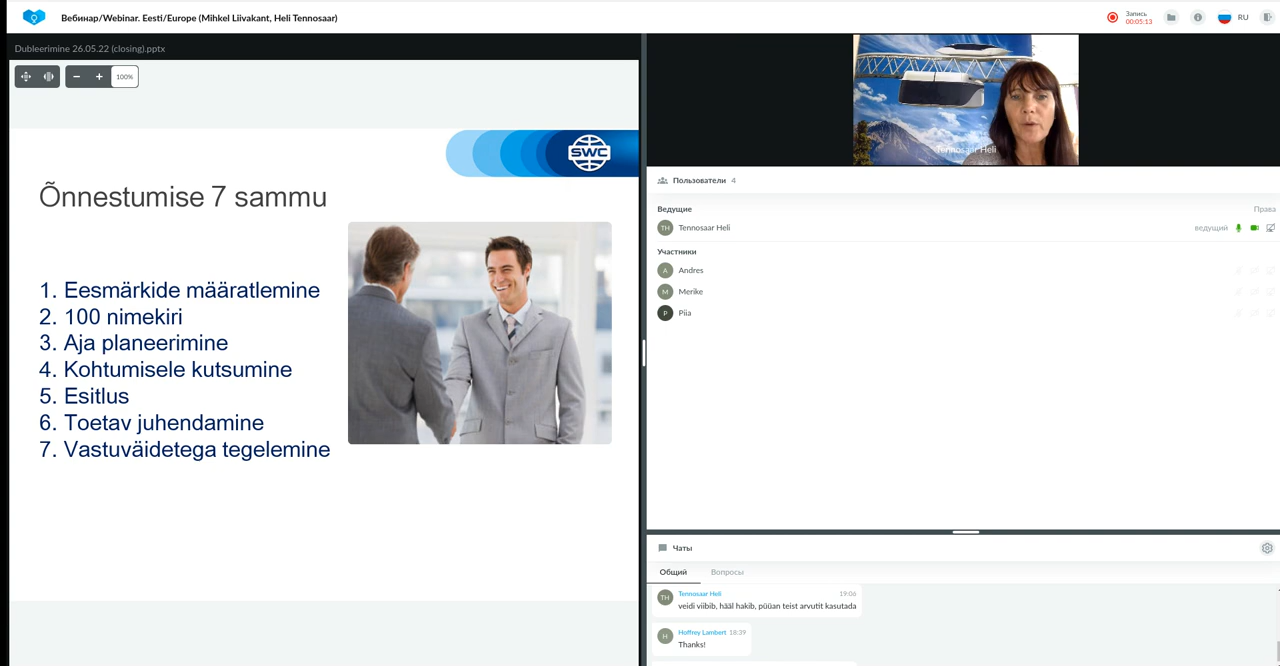 Вебинар/Webinar. Eesti/Europe (Mihkel Liivakant, Heli Tennosaar)
Запись
00:05:13
RU
Dubleerimine 26.05.22 (closing).pptx
100%
SWC
Õnnestumise 7 sammu
1. Eesmärkide määratlemine
2. 100 nimekiri
3. Aja planeerimine
4. Kohtumisele kutsumine
5. Esitlus
6. Toetav juhendamine
7. Vastuväidetega tegelemine
Tennosaar Heli
Пользователи 4
Ведущие Права
TH Tennosaar Heli ведущий
Участники
A Andres
M Merike
P Piia
Чаты
Общий Вопросы
TH Tennosaar Heli 19:06
veidi viibib, hääl hakib, püüan teist arvutit kasutada
H Hoffrey Lambert 18:39
Thanks!